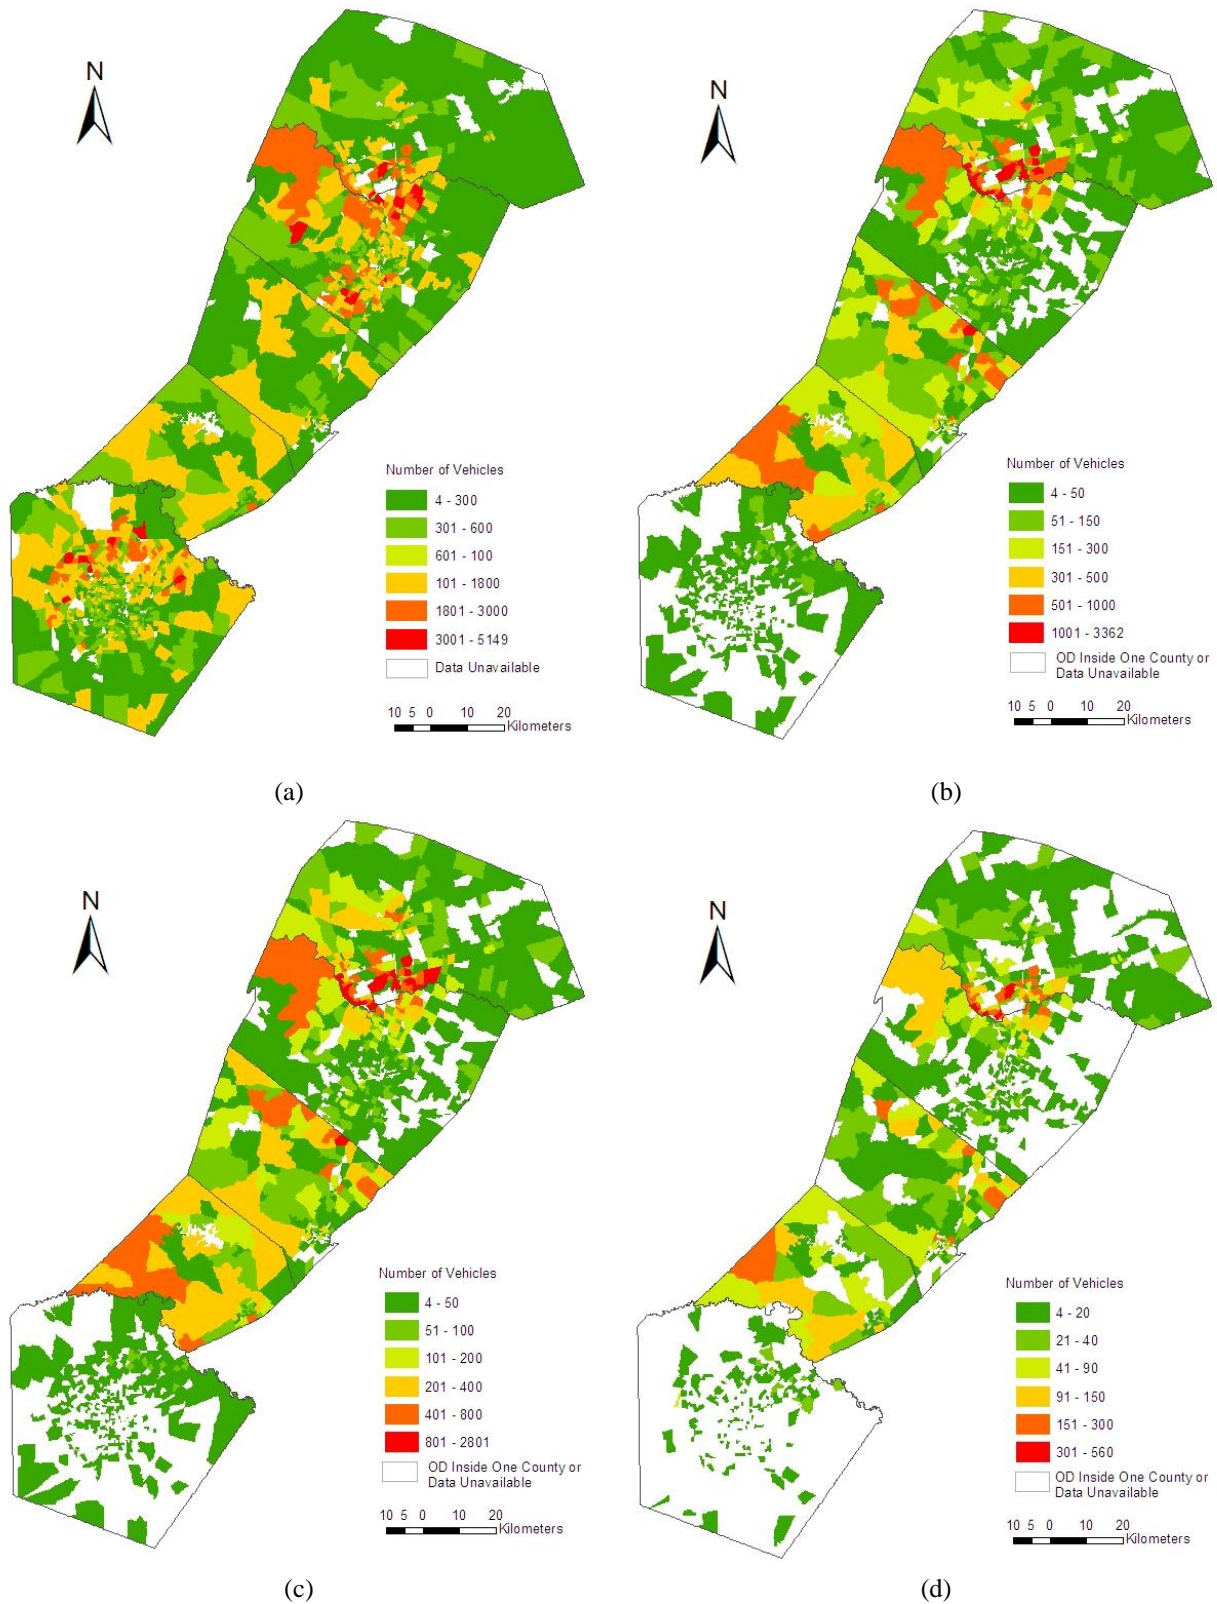 N
Number of Vehicles
4 - 300
301 - 600
601 - 100
101 - 1800
1801 - 3000
3001 - 5149
Data Unavailable
10 5 0 10 20
Kilometers
(a)
N
Number of Vehicles
4 - 50
51 - 150
151 - 300
301 - 500
501 - 1000
1001 - 3362
OD Inside One County or
Data Unavailable
10 5 0 10 20
Kilometers
(b)
N
Number of Vehicles
4 - 50
51 - 100
101 - 200
201 - 400
401 - 800
801 - 2801
OD Inside One County or
Data Unavailable
10 5 0 10 20
Kilometers
(c)
N
Number of Vehicles
4 - 20
21 - 40
41 - 90
91 - 150
151 - 300
301 - 560
OD Inside One County or
Data Unavailable
10 5 0 10 20
Kilometers
(d)